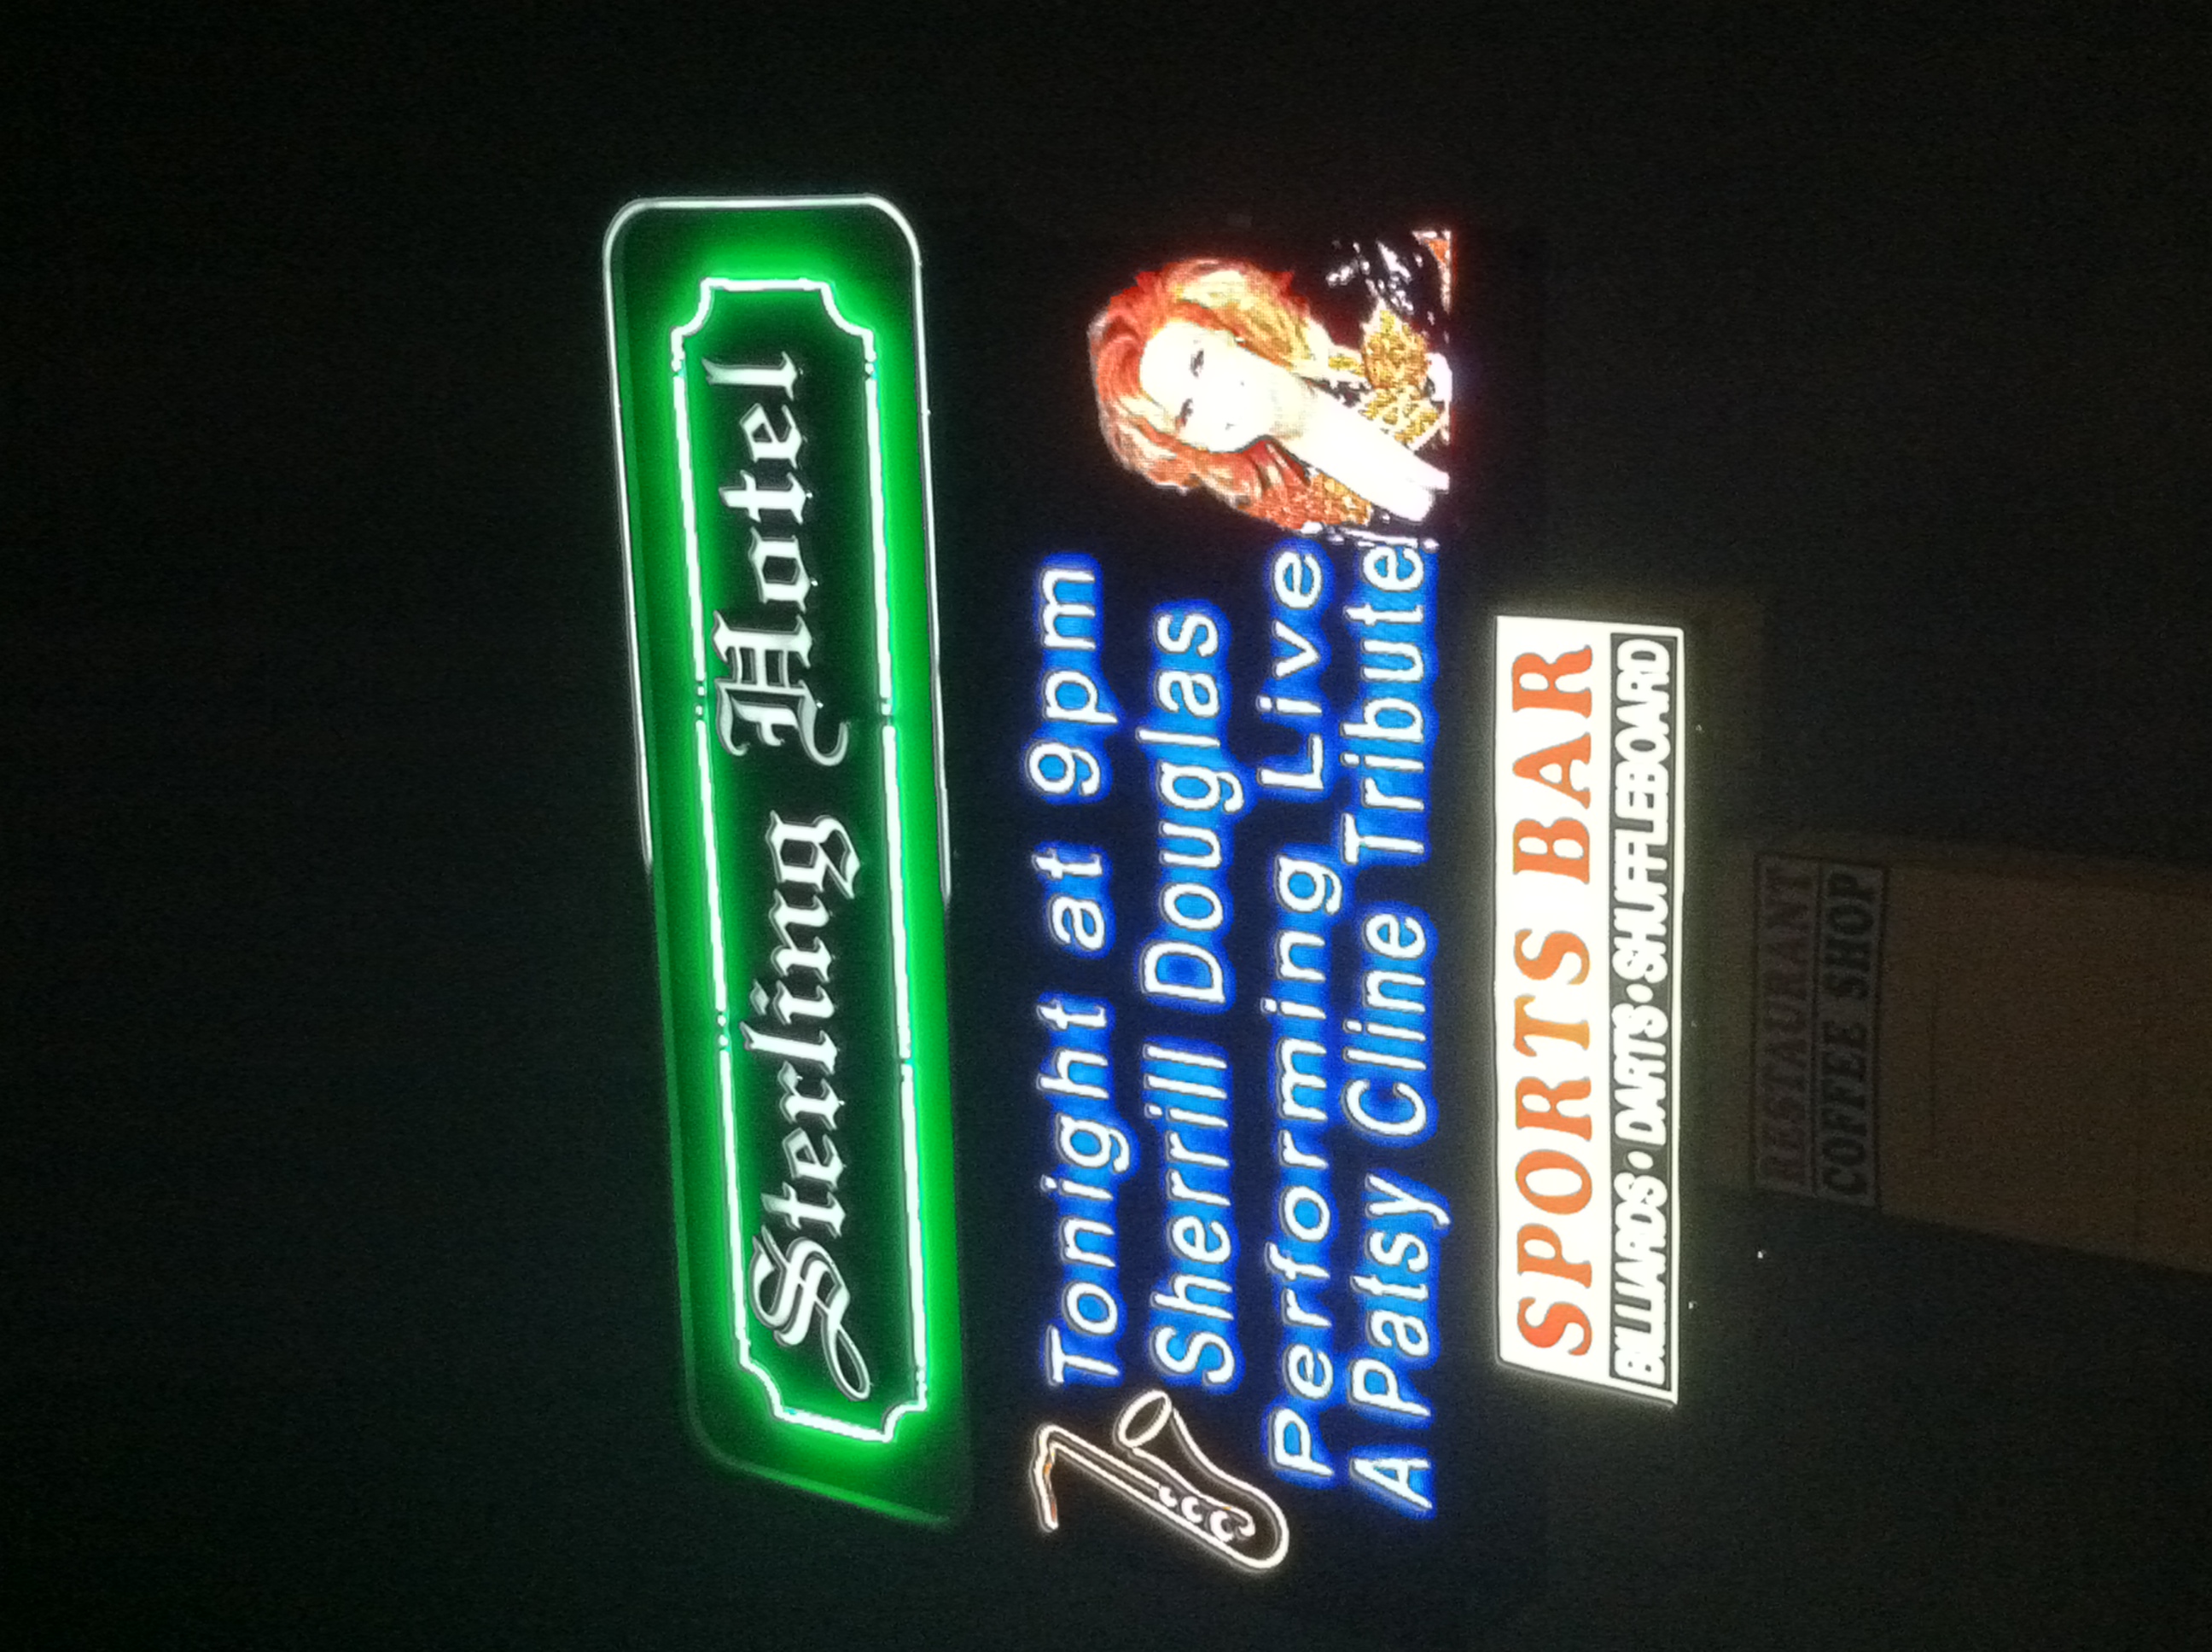 Sterling Hotel
Tonight at 9pm
Sherrill Douglas
Performing Live
A Patsy Cline Tribute
SPORTS BAR
BILLIARDS • DARTS • SHUFFLEBOARD
RESTAURANT
COFFEE SHOP